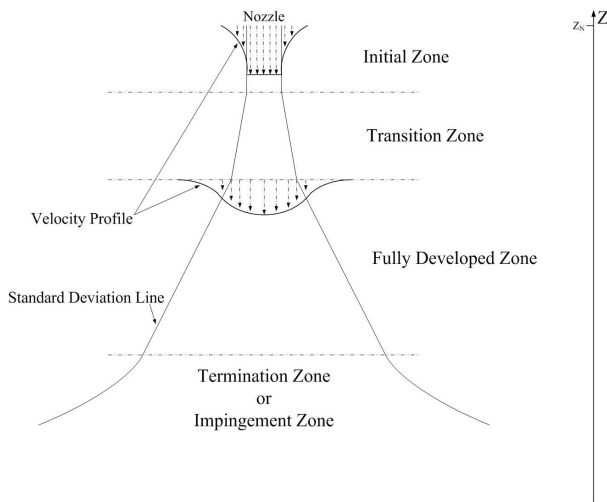 Nozzle
Z
Z_N
Initial Zone
Transition Zone
Velocity Profile
Fully Developed Zone
Standard Deviation Line
Termination Zone
or
Impingement Zone